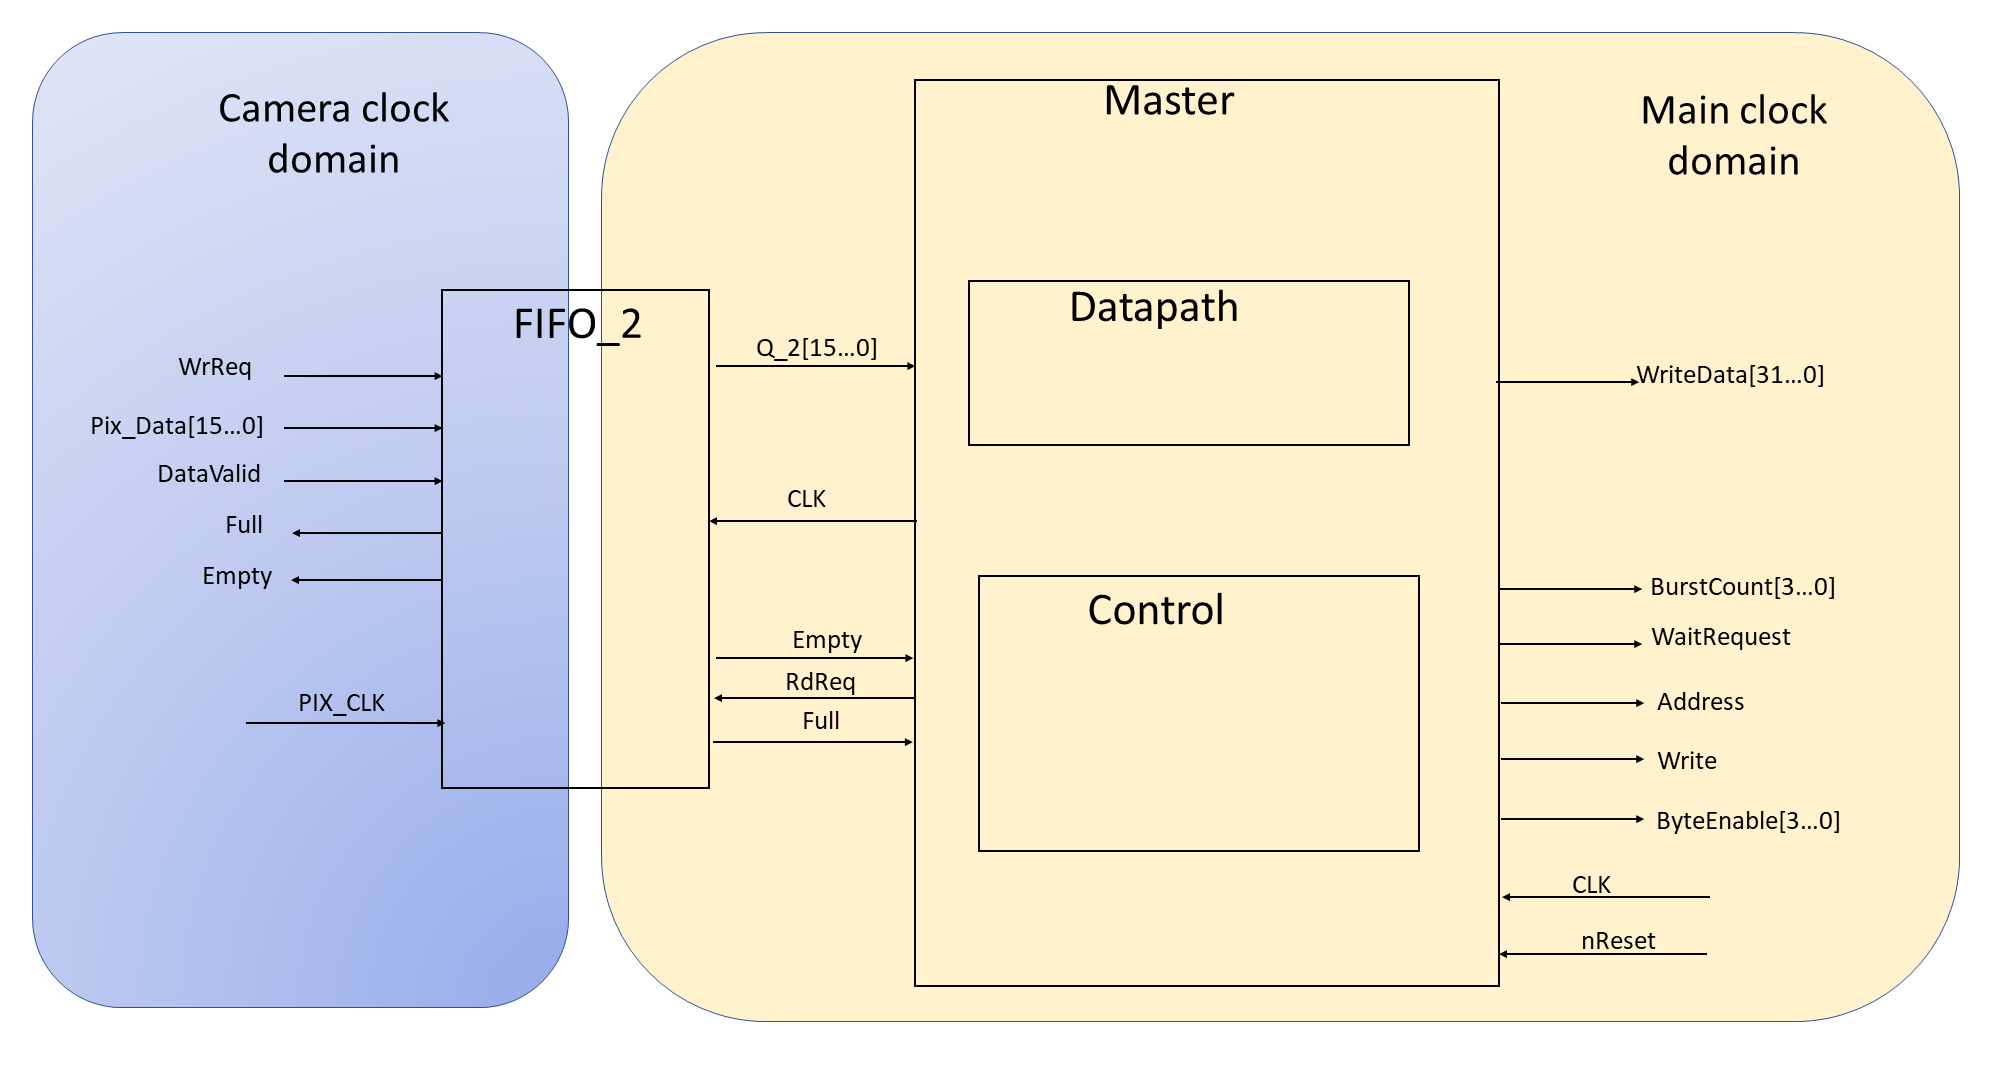 Camera clock
domain
FIFO_2
WrReq
Pix_Data[15...0]
DataValid
Full
Empty
PIX_CLK
Q_2[15...0]
CLK
Empty
RdReq
Full
Master
Datapath
Control
Main clock
domain
WriteData[31...0]
BurstCount[3...0]
WaitRequest
Address
Write
ByteEnable[3...0]
CLK
nReset